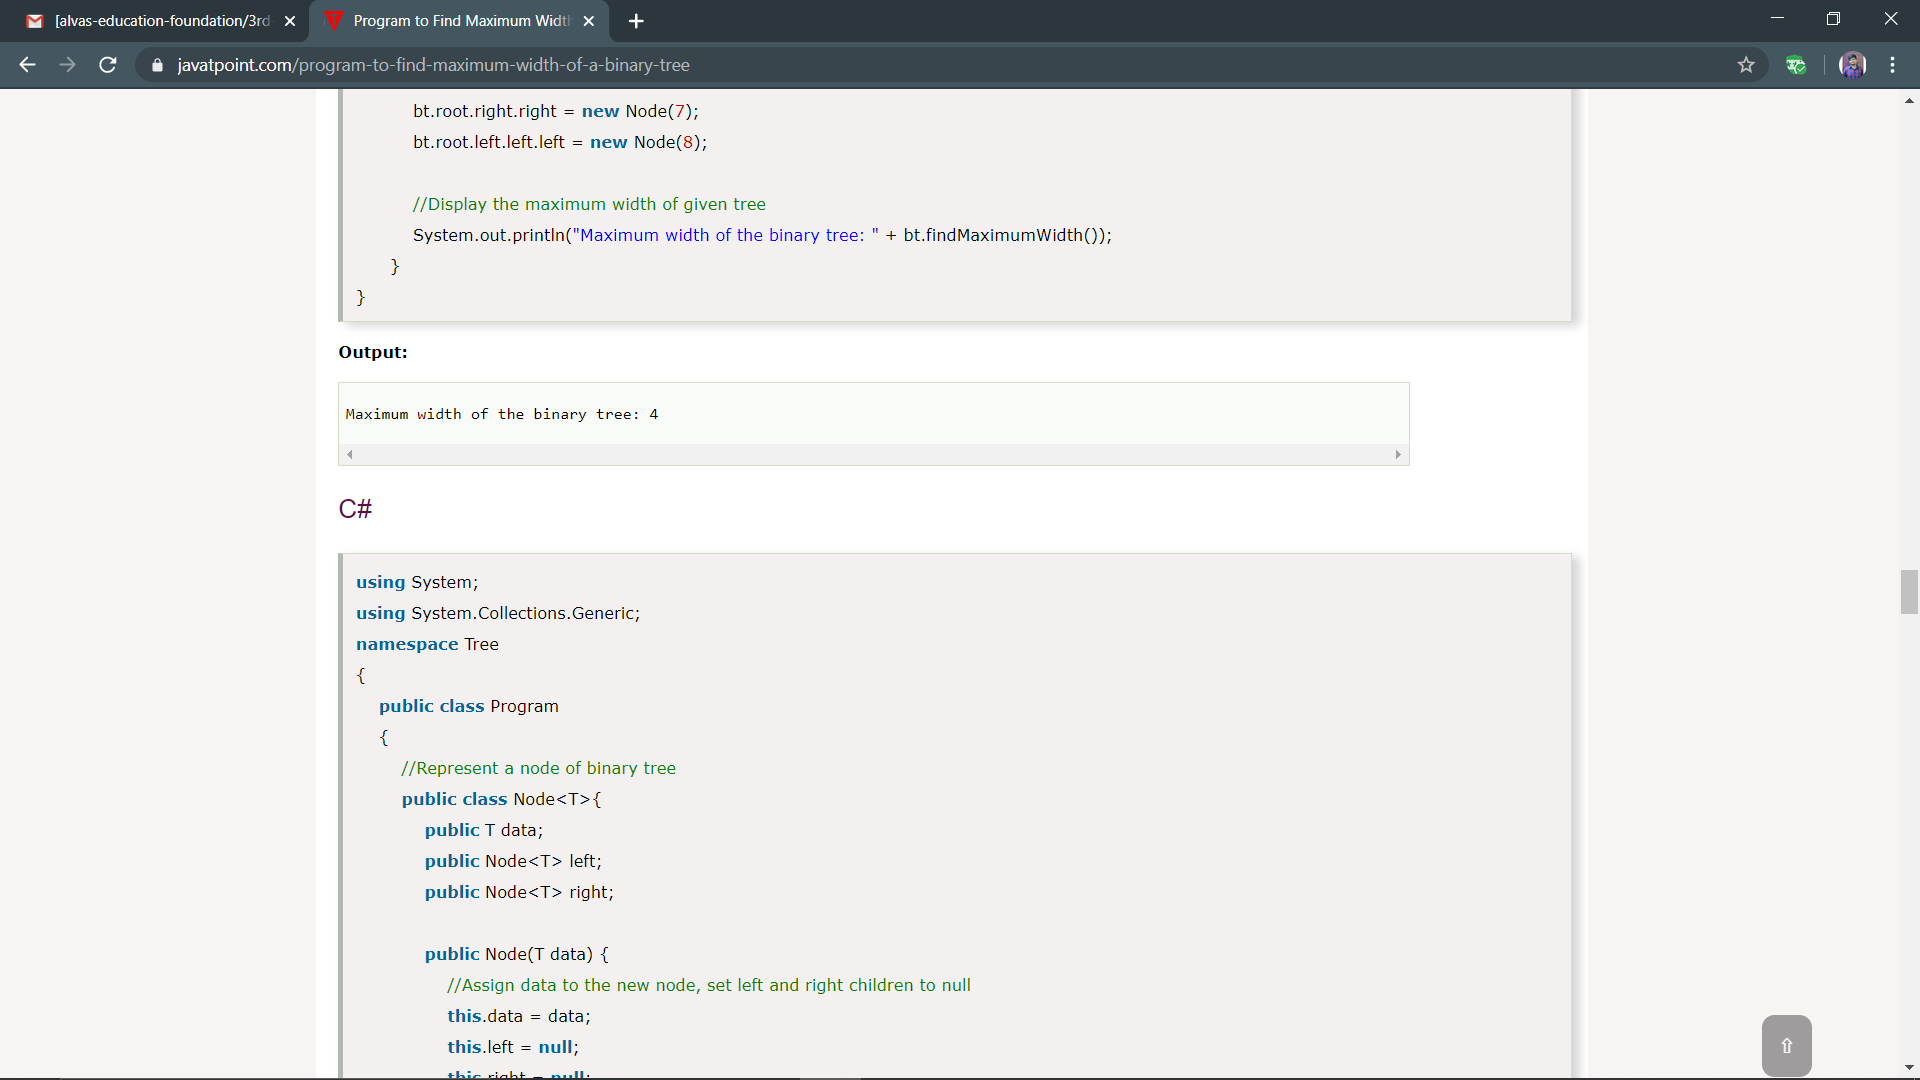 [alvas-education-foundation/3rd-
Program to Find Maximum Widt
javatpoint.com/program-to-find-maximum-width-of-a-binary-tree
bt.root.right.right = new Node(7);
bt.root.left.left.left = new Node(8);
//Display the maximum width of given tree
System.out.println("Maximum width of the binary tree: " + bt.findMaximumWidth());
}
}
Output:
Maximum width of the binary tree: 4
C#
using System;
using System.Collections.Generic;
namespace Tree
{
public class Program
{
//Represent a node of binary tree
public class Node<T>{
public T data;
public Node<T> left;
public Node<T> right;
public Node(T data) {
//Assign data to the new node, set left and right children to null
this.data = data;
this.left = null;
this.right = null;